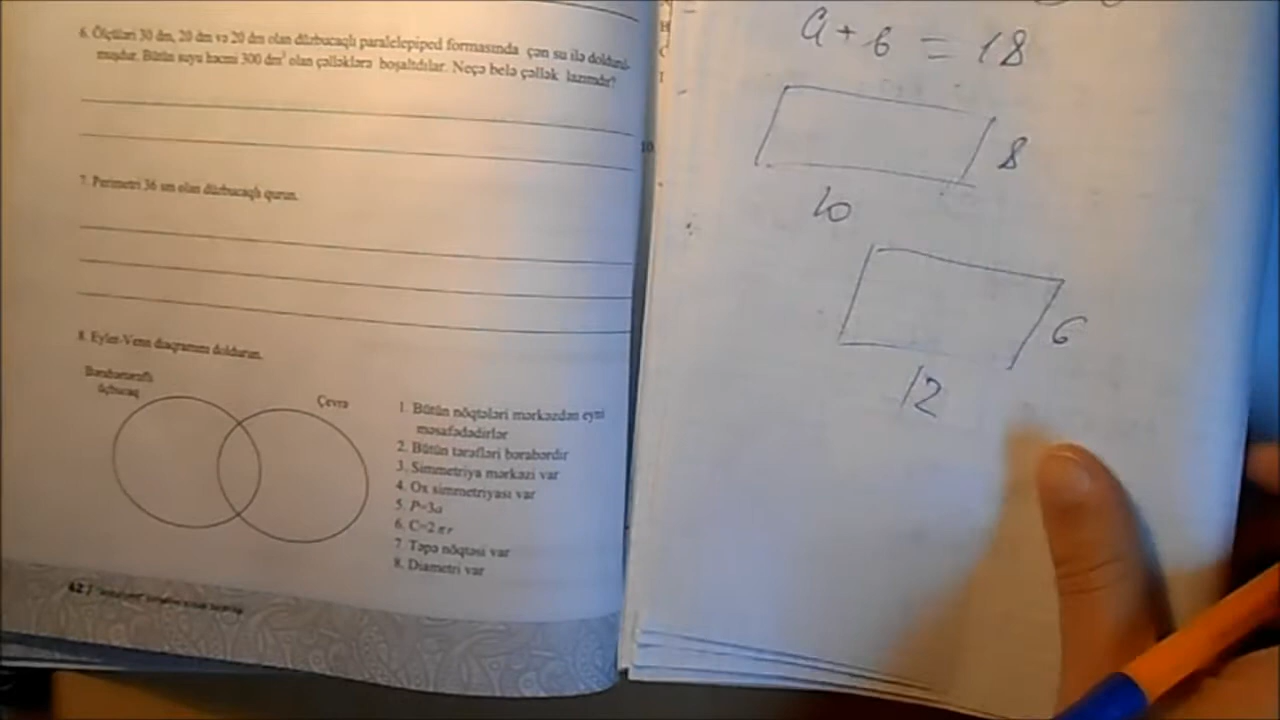 6. Ölçüləri 30 dm, 20 dm və 20 dm olan düzbucaqlı paralelepiped formasında çən su ilə doldurul-
muşdur. Bütün suyu həcmi 300 dm³ olan çəlləklərə boşaltdılar. Neçə belə çəllək lazımdır?
7. Perimetri 36 sm olan düzbucaqlı qurun.
8. Eyler-Venn diaqramını doldurun.
Bərabərtərəfli
üçbucaq
Çevrə
1. Bütün nöqtələri mərkəzdən eyni
məsafədədirlər
2. Bütün tərəfləri bərabərdir
3. Simmetriya mərkəzi var
4. Ox simmetriyası var
5. P=3a
6. C=2πr
7. Təpə nöqtəsi var
8. Diametri var
42 /
10.
a + b = 18
8
10
6
12